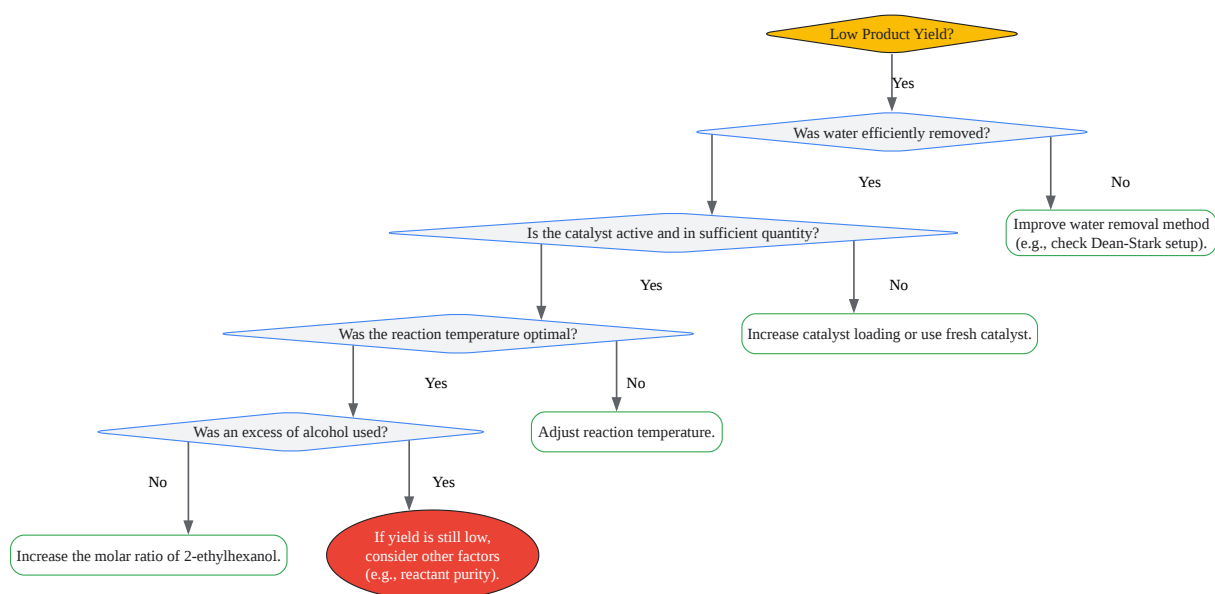 Low Product Yield?
Yes
Was water efficiently removed?
Yes
No
Improve water removal method
(e.g., check Dean-Stark setup).
Is the catalyst active and in sufficient quantity?
Yes
No
Increase catalyst loading or use fresh catalyst.
Was the reaction temperature optimal?
Yes
No
Adjust reaction temperature.
Was an excess of alcohol used?
No
Yes
Increase the molar ratio of 2-ethylhexanol.
If yield is still low,
consider other factors
(e.g., reactant purity).